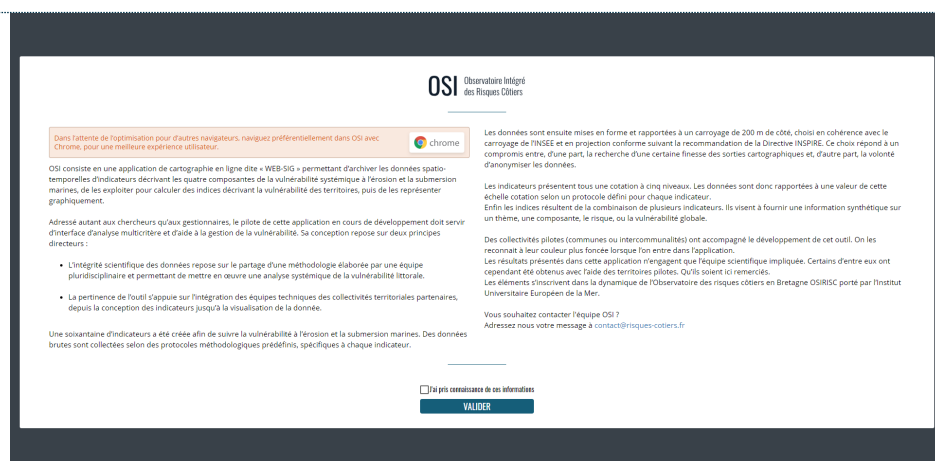 OSI Observatoire Intégré
des Risques Côtiers
Dans l'attente de l'optimisation pour d'autres navigateurs, naviguez préférentiellement dans OSI avec
Chrome, pour une meilleure expérience utilisateur.
chrome
OSI consiste en une application de cartographie en ligne dite « WEB-SIG » permettant d'archiver les données spatio-
temporelles d'indicateurs décrivant les quatre composantes de la vulnérabilité systémique à l'érosion et la submersion
marines, de les exploiter pour calculer des indices décrivant la vulnérabilité des territoires, puis de les représenter
graphiquement.
Adressé autant aux chercheurs qu'aux gestionnaires, le pilote de cette application en cours de développement doit servir
d'interface d'analyse multicritère et d'aide à la gestion de la vulnérabilité. Sa conception repose sur deux principes
directeurs :
• L'intégrité scientifique des données repose sur le partage d'une méthodologie élaborée par une équipe
pluridisciplinaire et permettant de mettre en œuvre une analyse systémique de la vulnérabilité littorale.
• La pertinence de l'outil s'appuie sur l'intégration des équipes techniques des collectivités territoriales partenaires,
depuis la conception des indicateurs jusqu'à la visualisation de la donnée.
Une soixantaine d'indicateurs a été créée afin de suivre la vulnérabilité à l'érosion et la submersion marines. Des données
brutes sont collectées selon des protocoles méthodologiques prédéfinis, spécifiques à chaque indicateur.
Les données sont ensuite mises en forme et rapportées à un carroyage de 200 m de côté, choisi en cohérence avec le
carroyage de l'INSEE et en projection conforme suivant la recommandation de la Directive INSPIRE. Ce choix répond à un
compromis entre, d'une part, la recherche d'une certaine finesse des sorties cartographiques et, d'autre part, la volonté
d'anonymiser les données.
Les indicateurs présentent tous une cotation à cinq niveaux. Les données sont donc rapportées à une valeur de cette
échelle cotation selon un protocole défini pour chaque indicateur.
Enfin les indices résultent de la combinaison de plusieurs indicateurs. Ils visent à fournir une information synthétique sur
un thème, une composante, le risque, ou la vulnérabilité globale.
Des collectivités pilotes (communes ou intercommunalités) ont accompagné le développement de cet outil. On les
reconnait à leur couleur plus foncée lorsque l'on entre dans l'application.
Les résultats présentés dans cette application n'engagent que l'équipe scientifique impliquée. Certains d'entre eux ont
cependant été obtenus avec l'aide des territoires pilotes. Qu'ils soient ici remerciés.
Les éléments s'inscrivent dans la dynamique de l'Observatoire des risques côtiers en Bretagne OSIRISC porté par l'Institut
Universitaire Européen de la Mer.
Vous souhaitez contacter l'équipe OSI ?
Adressez nous votre message à contact@risques-cotiers.fr
J'ai pris connaissance de ces informations
VALIDER